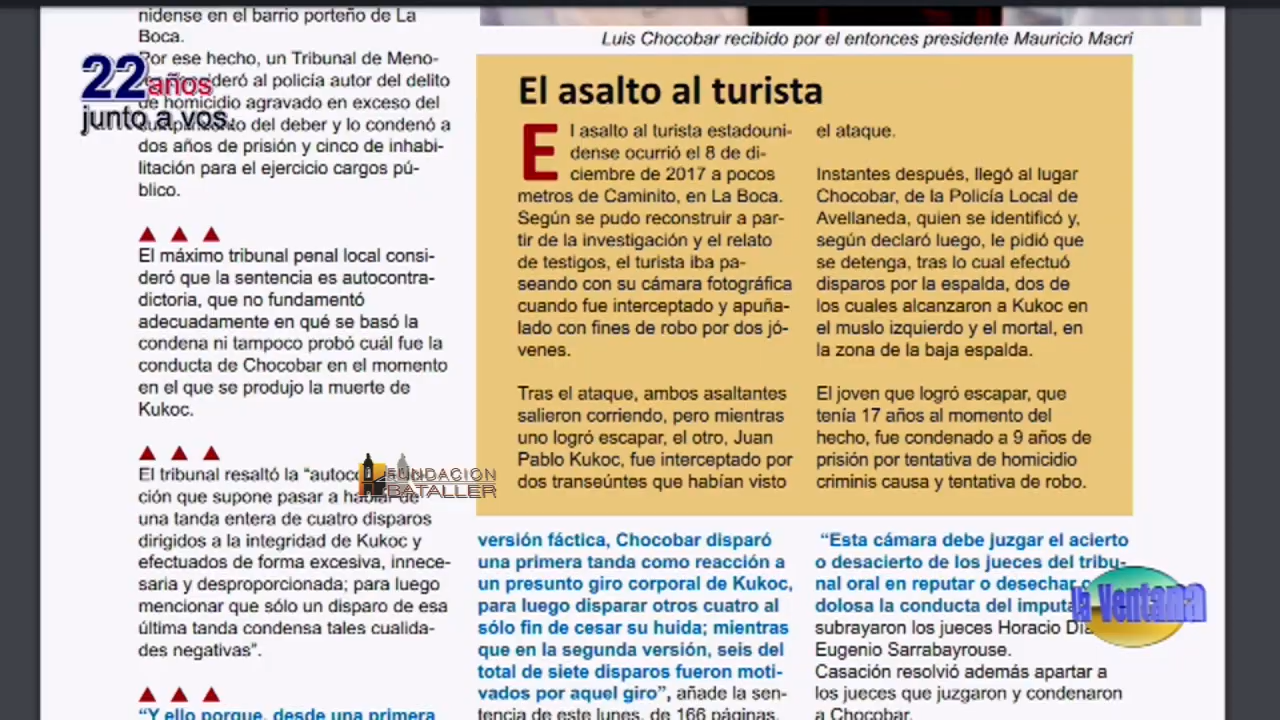 nidense en el barrio porteño de La
Boca.
Por ese hecho, un Tribunal de Meno-
deró al policía autor del delito
de homicidio agravado en exceso del
cumplimiento del deber y lo condenó a
dos años de prisión y cinco de inhabi-
litación para el ejercicio cargos pú-
blico.
El máximo tribunal penal local consi-
deró que la sentencia es autocontra-
dictoria, que no fundamentó
adecuadamente en qué se basó la
condena ni tampoco probó cuál fue la
conducta de Chocobar en el momento
en el que se produjo la muerte de
Kukoc.
El tribunal resaltó la “autoco
ción que supone pasar a hablar de
una tanda entera de cuatro disparos
dirigidos a la integridad de Kukoc y
efectuados de forma excesiva, innece-
saria y desproporcionada; para luego
mencionar que sólo un disparo de esa
última tanda condensa tales cualida-
des negativas”.
“Y ello porque, desde una primera
Luis Chocobar recibido por el entonces presidente Mauricio Macri
El asalto al turista
El asalto al turista estadouni-
dense ocurrió el 8 de di-
ciembre de 2017 a pocos
metros de Caminito, en La Boca.
Según se pudo reconstruir a par-
tir de la investigación y el relato
de testigos, el turista iba pa-
seando con su cámara fotográfica
cuando fue interceptado y apuña-
lado con fines de robo por dos jó-
venes.
Tras el ataque, ambos asaltantes
salieron corriendo, pero mientras
uno logró escapar, el otro, Juan
Pablo Kukoc, fue interceptado por
dos transeúntes que habían visto
el ataque.
Instantes después, llegó al lugar
Chocobar, de la Policía Local de
Avellaneda, quien se identificó y,
según declaró luego, le pidió que
se detenga, tras lo cual efectuó
disparos por la espalda, dos de
los cuales alcanzaron a Kukoc en
el muslo izquierdo y el mortal, en
la zona de la baja espalda.
El joven que logró escapar, que
tenía 17 años al momento del
hecho, fue condenado a 9 años de
prisión por tentativa de homicidio
criminis causa y tentativa de robo.
versión fáctica, Chocobar disparó
una primera tanda como reacción a
un presunto giro corporal de Kukoc,
para luego disparar otros cuatro al
sólo fin de cesar su huida; mientras
que en la segunda versión, seis del
total de siete disparos fueron moti-
vados por aquel giro”, añade la sen-
tencia de este lunes, de 166 páginas.
“Esta cámara debe juzgar el acierto
o desacierto de los jueces del tribu-
nal oral en reputar o desechar
dolosa la conducta del imputa
subrayaron los jueces Horacio Días
Eugenio Sarrabayrouse.
Casación resolvió además apartar a
los jueces que juzgaron y condenaron
a Chocobar.
22 años
junto a vos.
FUNDACION
BATALLER
la Ventana